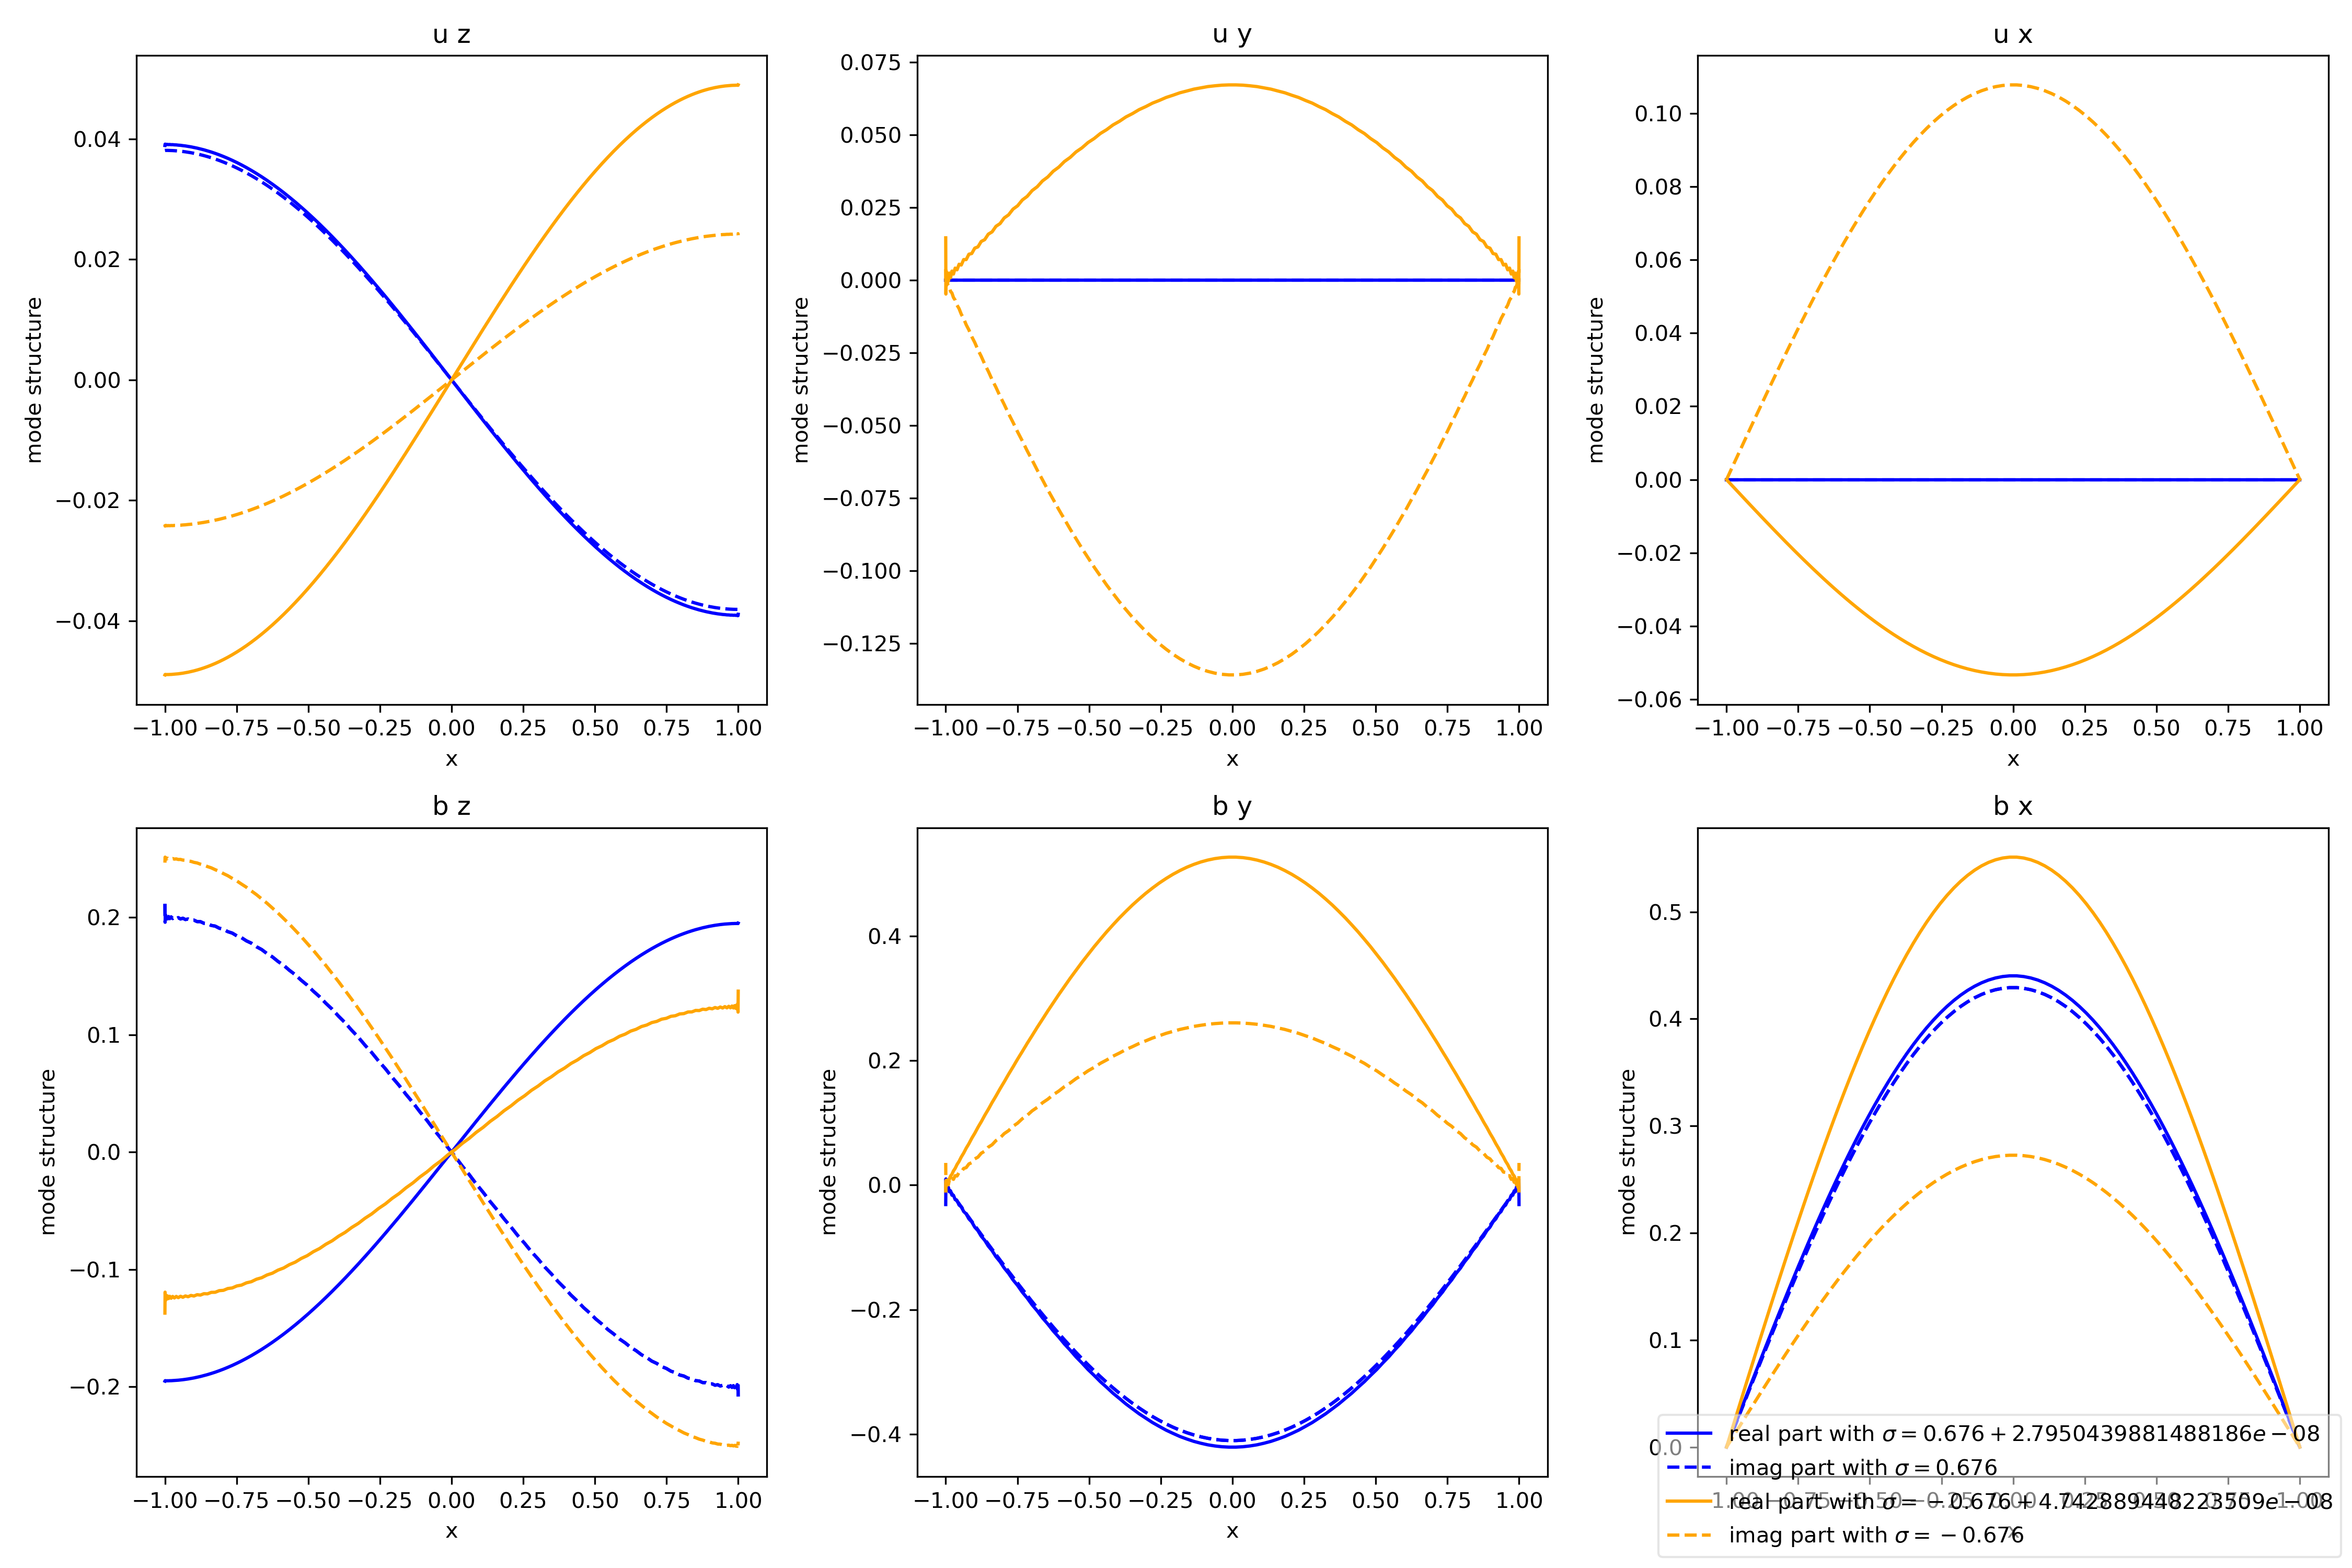 u z
u y
u x
mode structure
0.04
0.02
0.00
−0.02
−0.04
−1.00 −0.75 −0.50 −0.25 0.00 0.25 0.50 0.75 1.00
x
mode structure
0.075
0.050
0.025
0.000
−0.025
−0.050
−0.075
−0.100
−0.125
−1.00 −0.75 −0.50 −0.25 0.00 0.25 0.50 0.75 1.00
x
mode structure
0.10
0.08
0.06
0.04
0.02
0.00
−0.02
−0.04
−0.06
−1.00 −0.75 −0.50 −0.25 0.00 0.25 0.50 0.75 1.00
x
b z
b y
b x
mode structure
0.2
0.1
0.0
−0.1
−0.2
−1.00 −0.75 −0.50 −0.25 0.00 0.25 0.50 0.75 1.00
x
mode structure
0.4
0.2
0.0
−0.2
−0.4
−1.00 −0.75 −0.50 −0.25 0.00 0.25 0.50 0.75 1.00
x
mode structure
0.5
0.4
0.3
0.2
0.1
0.0
real part with σ = 0.676 + 2.7950439881488186e − 08
imag part with σ = 0.676
real part with σ = − 0.676 +
imag part with σ = − 0.676